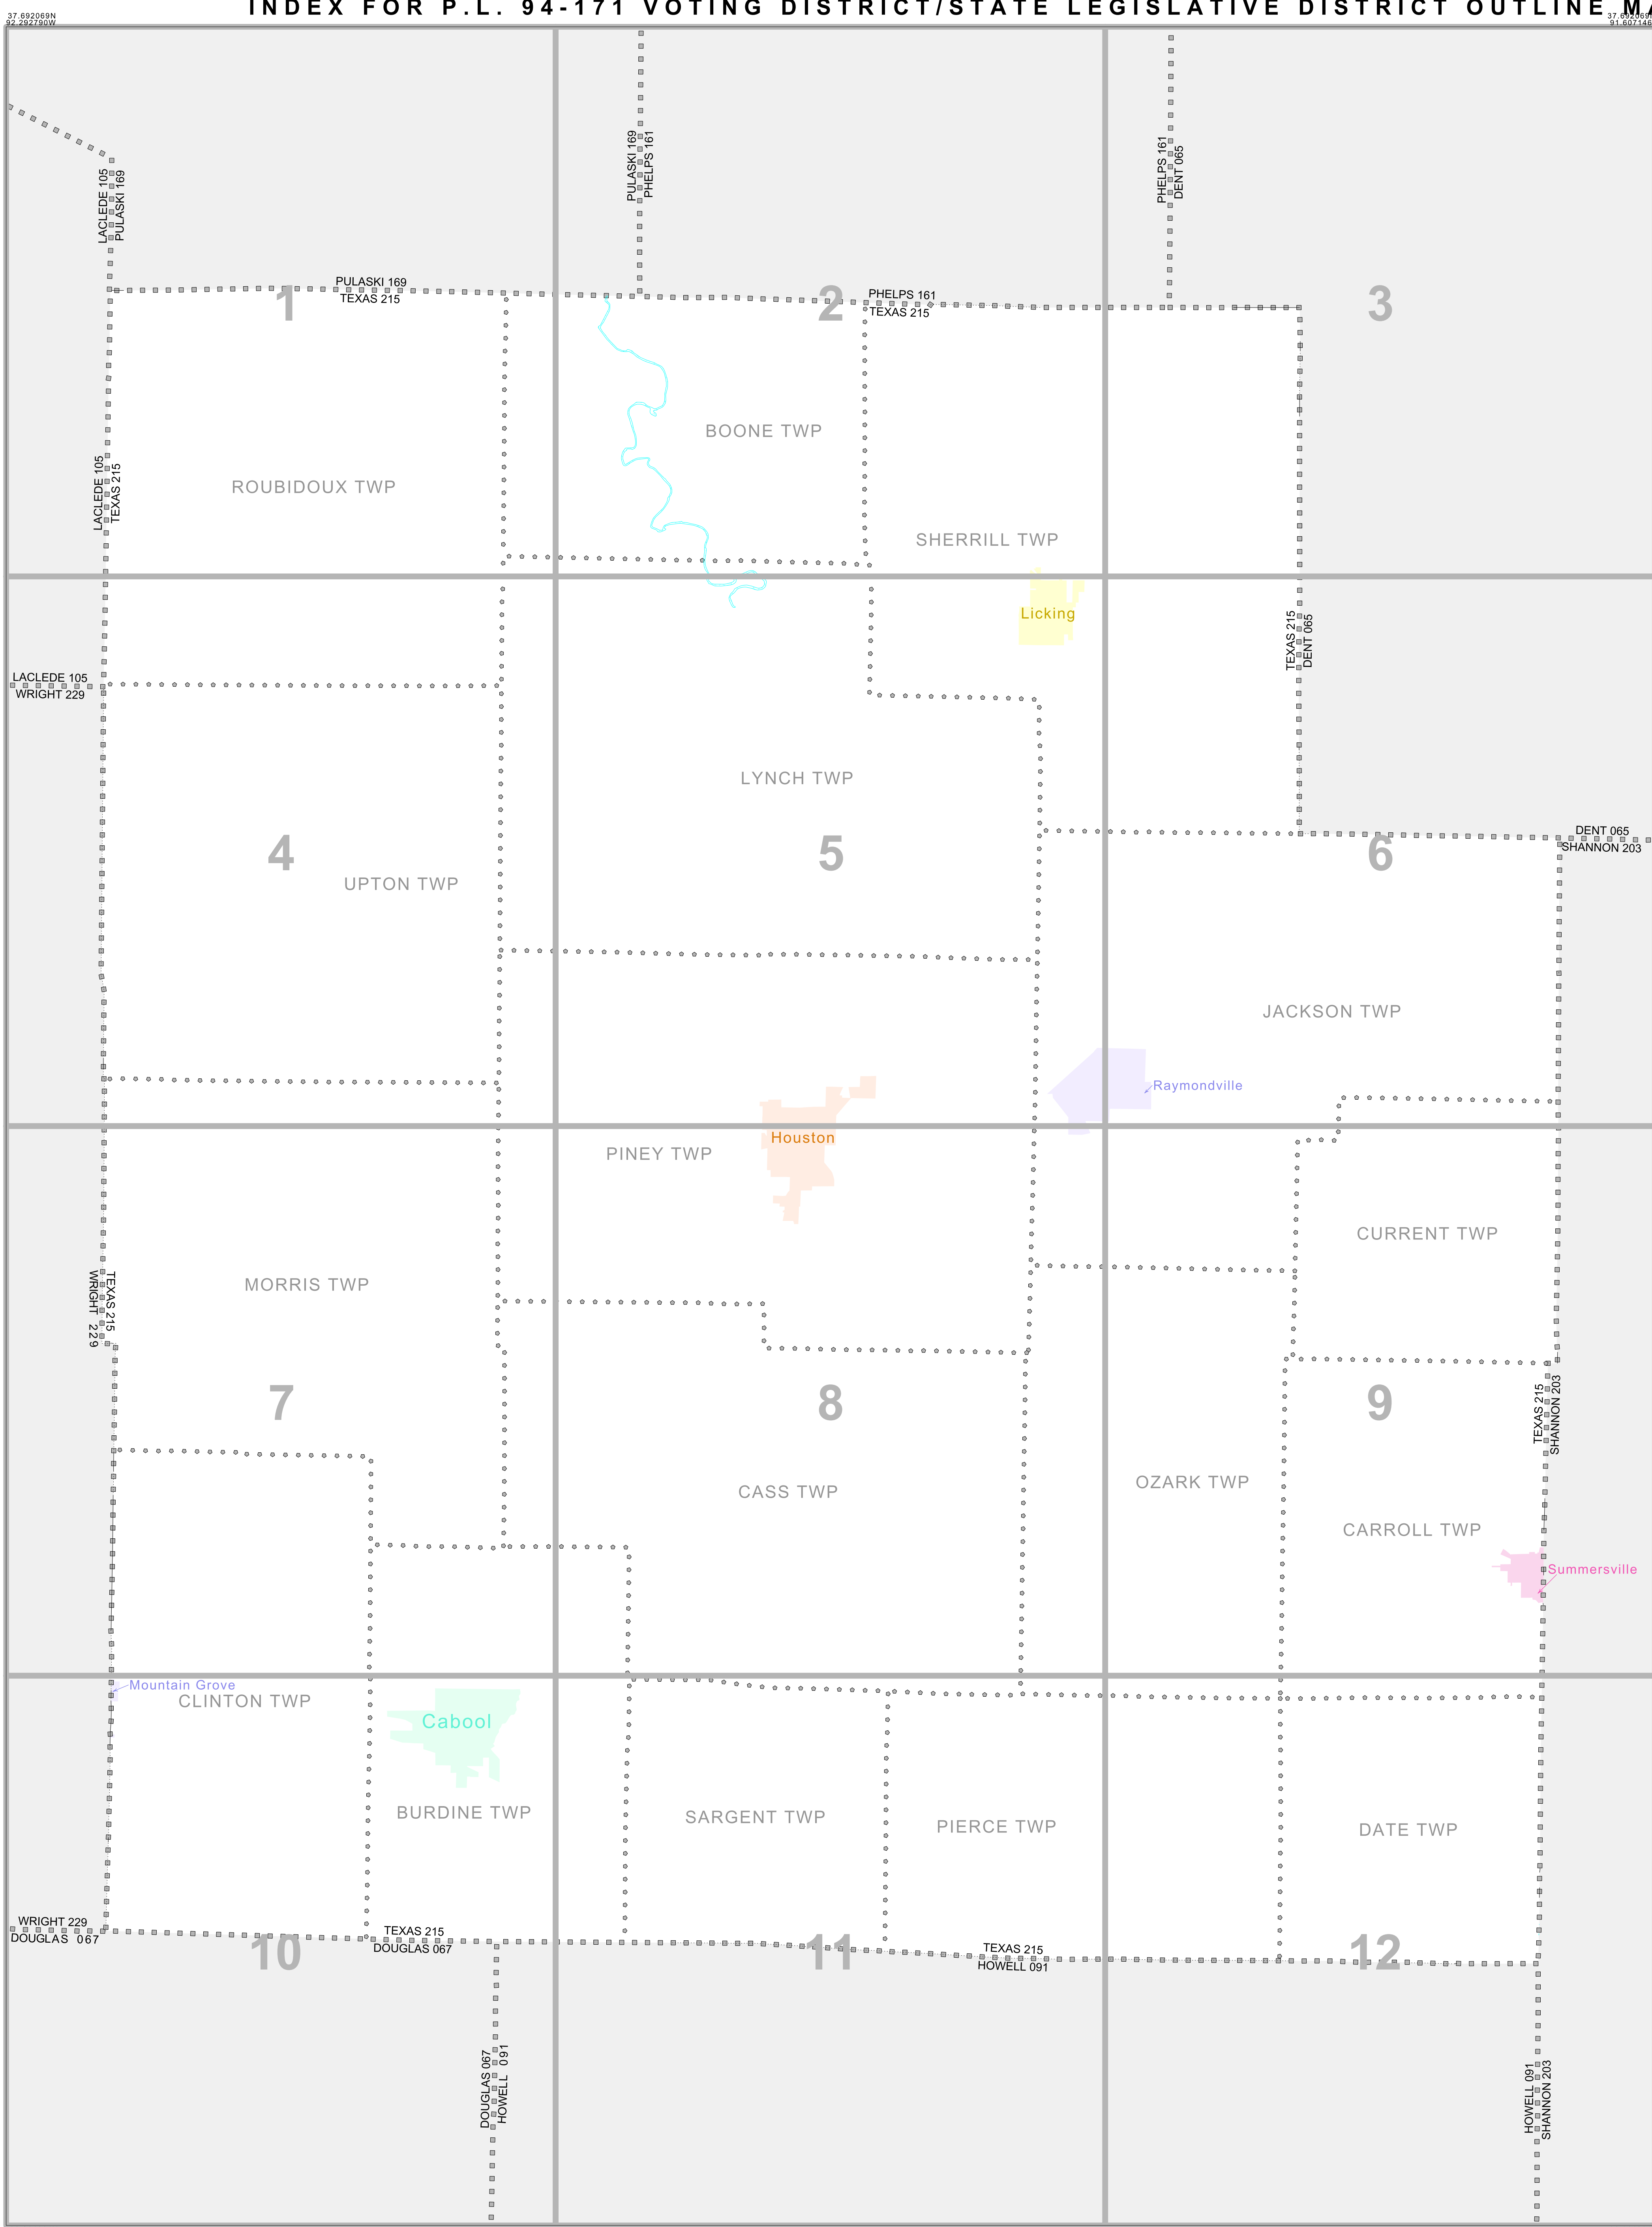 INDEX FOR P.L. 94-171 VOTING DISTRICT/STATE LEGISLATIVE DISTRICT OUTLINE
37.692069N
92.292790W
91.607146
LACLEDE 105
PULASKI 169
PULASKI 169
PHELPS 161
PHELPS 161
DENT 065
PULASKI 169
TEXAS 215
PHELPS 161
TEXAS 215
1
2
3
BOONE TWP
ROUBIDOUX TWP
LACLEDE 105
TEXAS 215
SHERRILL TWP
Licking
TEXAS 215
DENT 065
LACLEDE 105
WRIGHT 229
LYNCH TWP
DENT 065
SHANNON 203
4
5
6
UPTON TWP
JACKSON TWP
Raymondville
Houston
PINEY TWP
CURRENT TWP
MORRIS TWP
WRIGHT 229
TEXAS 215
7
8
9
TEXAS 215
SHANNON 203
CASS TWP
OZARK TWP
CARROLL TWP
Summersville
Mountain Grove
CLINTON TWP
Cabool
BURDINE TWP
SARGENT TWP
PIERCE TWP
DATE TWP
WRIGHT 229
DOUGLAS 067
TEXAS 215
DOUGLAS 067
TEXAS 215
HOWELL 091
10
11
12
DOUGLAS 067
HOWELL 091
HOWELL 091
SHANNON 203